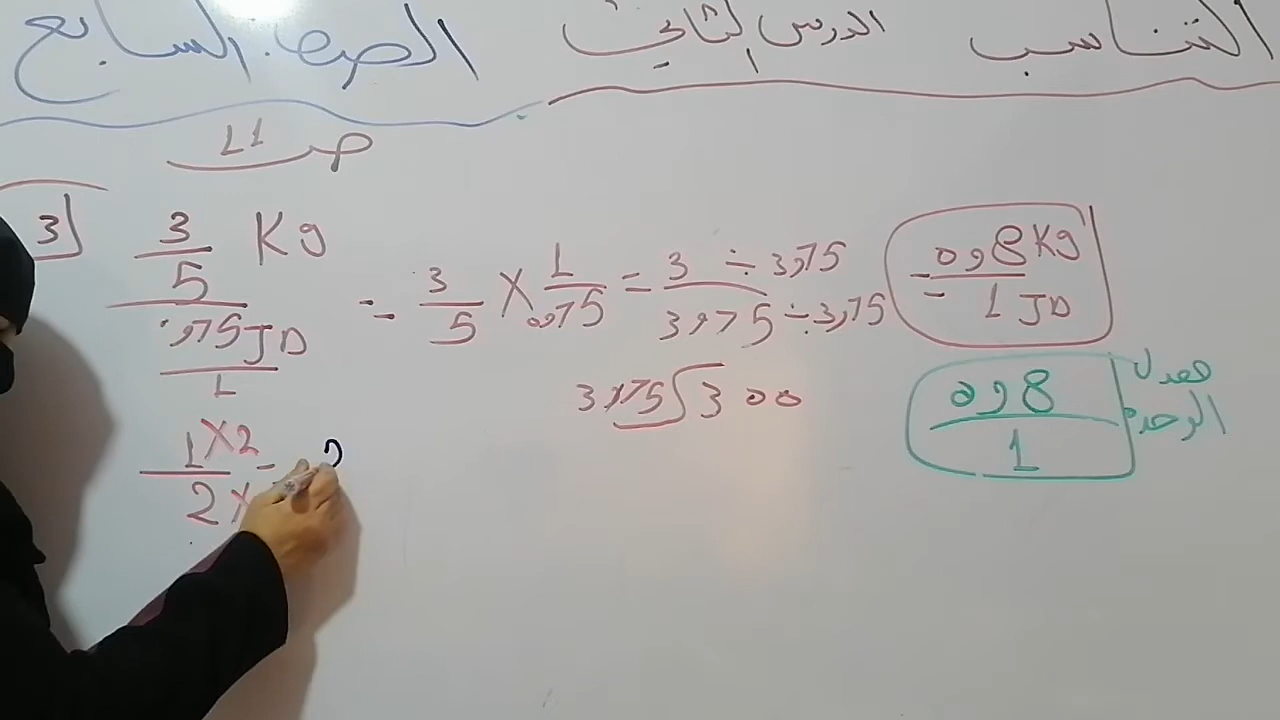 التناسب الدرس الثاني الصف السابع
ص 21
3]
3/5 Kg / 0,75 JD / 1 = 3/5 × 1/0,75 = 3 ÷ 3,75 / 3,75 ÷ 3,75 = 0,8 Kg / 1 JD
3,75 √ 3 00
0,8 / 1 معدل الوحدة
1 × 2 / 2 × = 2